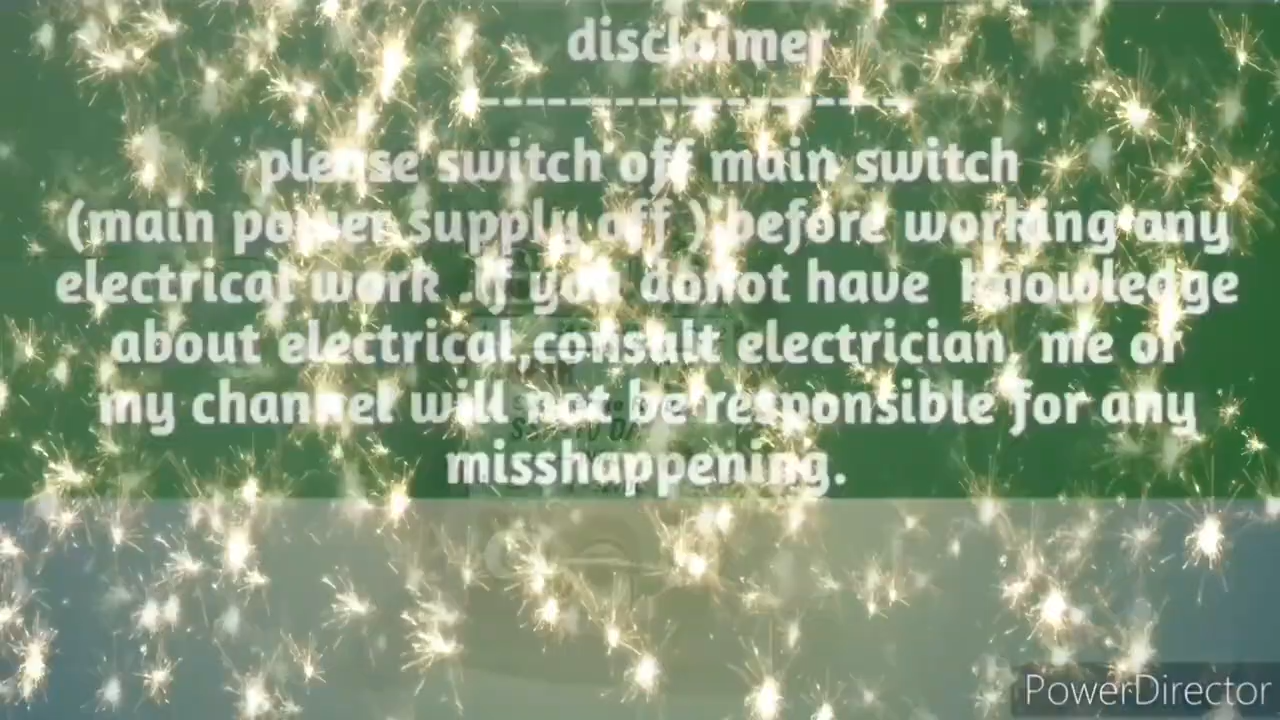 disclaimer
--------------------
please switch off main switch
(main power supply off ) before working any
electrical work .if you donot have knowledge
about electrical,consult electrician me or
my channel will not be responsible for any
misshappening.
PowerDirector